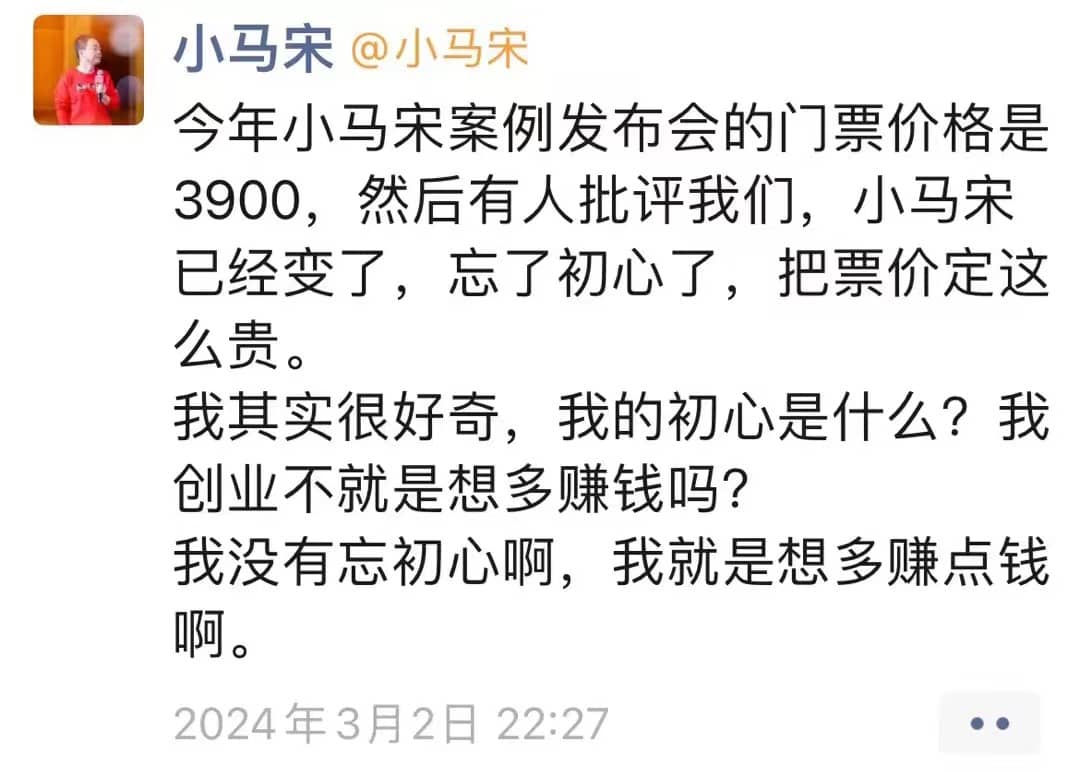 小马宋 @小马宋
今年小马宋案例发布会的门票价格是
3900，然后有人批评我们，小马宋
已经变了，忘了初心了，把票价定这
么贵。
我其实很好奇，我的初心是什么？我
创业不就是想多赚钱吗？
我没有忘初心啊，我就是想多赚点钱
啊。
2024年3月2日 22:27